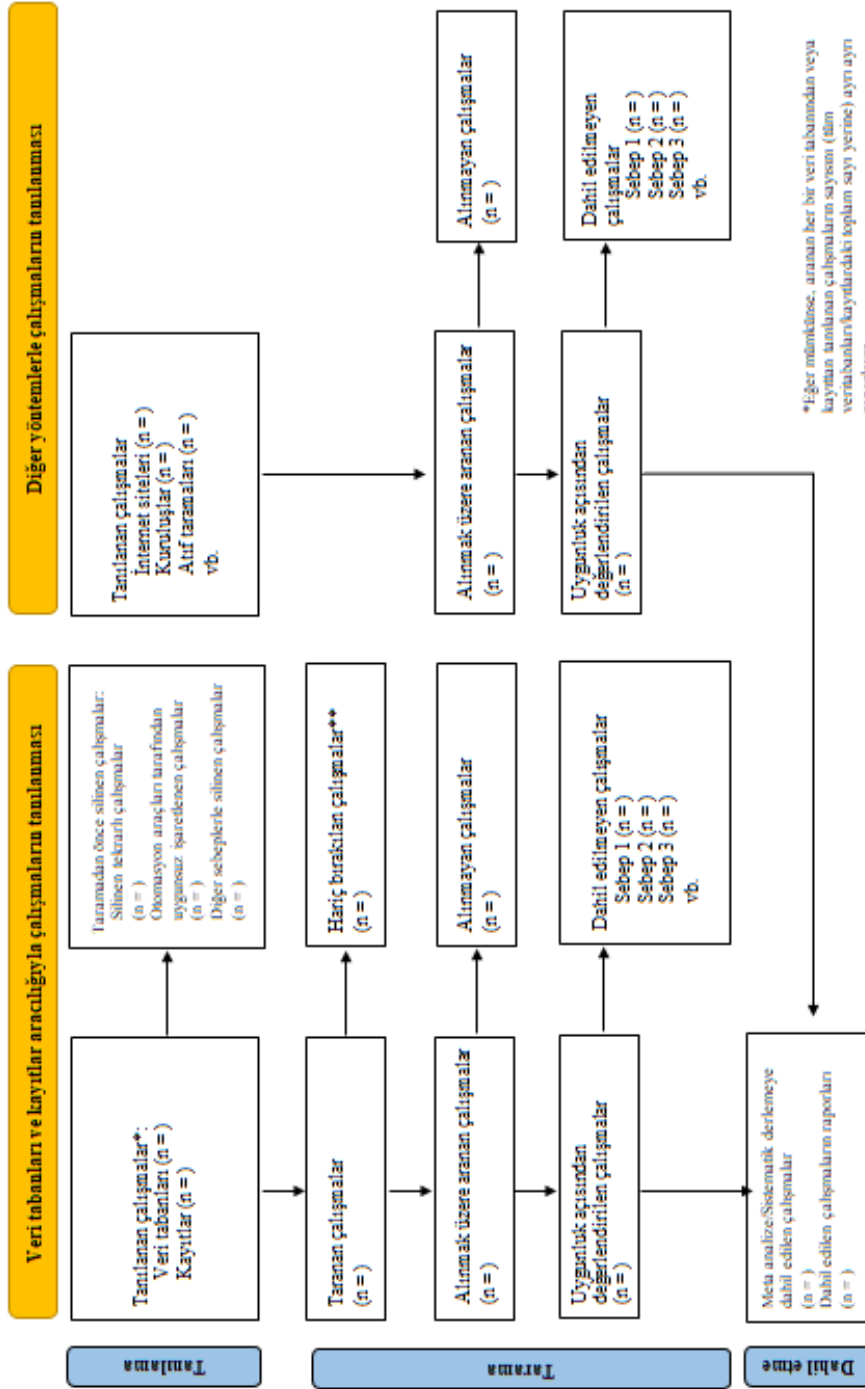 Veri tabanları ve kayıtlar aracılığıyla çalışmaların tanılanması
Diğer yöntemlerle çalışmaların tanılanması
Tanılama
Tanılanan çalışmalar*:
Veri tabanları (n = )
Kayıtlar (n = )
Taramadan önce silinen çalışmalar:
Silinen tekrarlı çalışmalar
(n = )
Otomasyon araçları tarafından
uygunsuz işaretlenen çalışmalar
(n = )
Diğer sebeplerle silinen çalışmalar
(n = )
Tanılanan çalışmalar
İnternet siteleri (n = )
Kuruluşlar (n = )
Atıf taramaları (n = )
vb.
Tarama
Taranan çalışmalar
(n = )
Hariç bırakılan çalışmalar**
(n = )
Alınmak üzere aranan çalışmalar
(n = )
Alınmayan çalışmalar
(n = )
Alınmak üzere aranan çalışmalar
(n = )
Alınmayan çalışmalar
(n = )
Uygunluk açısından
değerlendirilen çalışmalar
(n = )
Dahil edilmeyen çalışmalar
Sebep 1 (n = )
Sebep 2 (n = )
Sebep 3 (n = )
vb.
Uygunluk açısından
değerlendirilen çalışmalar
(n = )
Dahil edilmeyen
çalışmalar
Sebep 1 (n = )
Sebep 2 (n = )
Sebep 3 (n = )
vb.
Dahil etme
Meta analize/Sistematik derlemeye
dahil edilen çalışmalar
(n = )
Dahil edilen çalışmaların raporları
(n = )
*Eğer mümkünse, aranan her bir veri tabanından veya
kayıttan tanılanan çalışmaların sayısını (tüm
veritabanları/kayıtlardaki toplam sayı yerine) ayrı ayrı